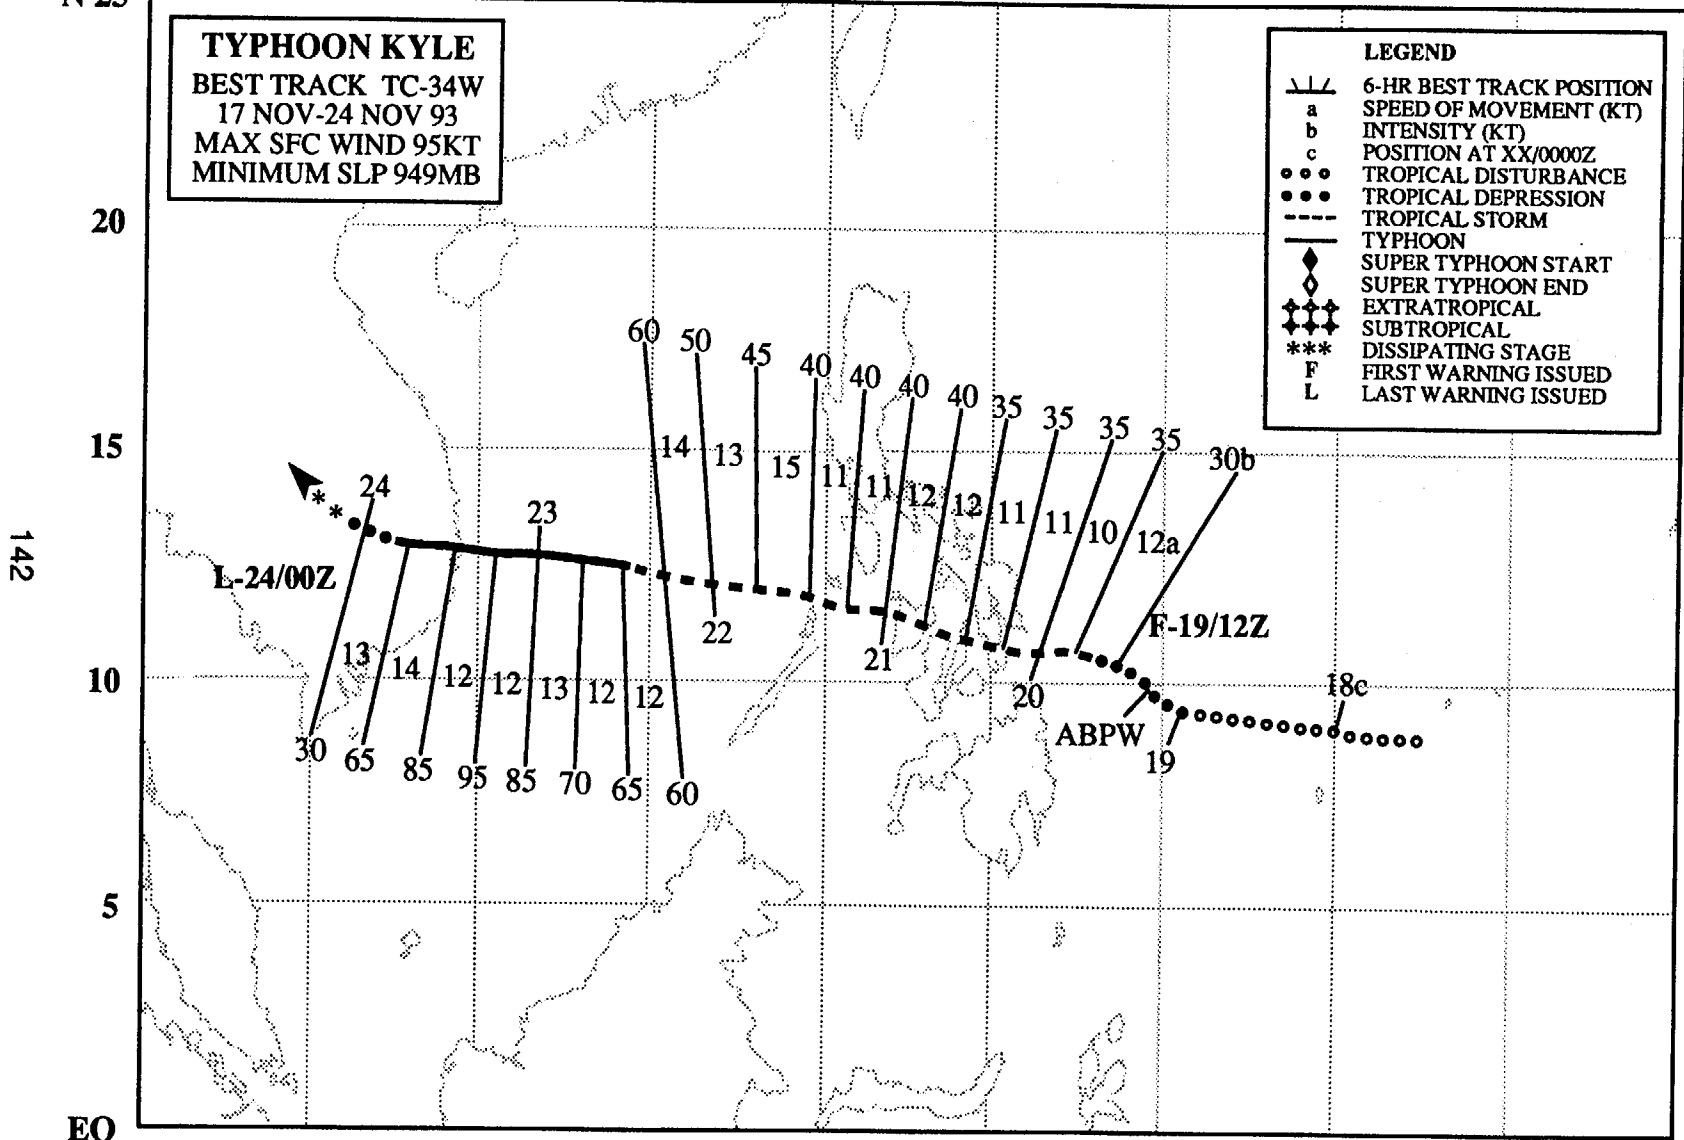 N 25
TYPHOON KYLE
BEST TRACK TC-34W
17 NOV-24 NOV 93
MAX SFC WIND 95KT
MINIMUM SLP 949MB
LEGEND
6-HR BEST TRACK POSITION
a SPEED OF MOVEMENT (KT)
b INTENSITY (KT)
c POSITION AT XX/0000Z
TROPICAL DISTURBANCE
TROPICAL DEPRESSION
TROPICAL STORM
TYPHOON
SUPER TYPHOON START
SUPER TYPHOON END
EXTRATROPICAL
SUBTROPICAL
*** DISSIPATING STAGE
F FIRST WARNING ISSUED
L LAST WARNING ISSUED
20
60 50 45 40 40 40 40 35 35 35 35 30b
15
14 13 15 11 11 12 12 11 11 10 12a
24 23
142
L-24/00Z
22 21 20
F-19/12Z
10
13 14 12 12 13 12 12
18c
ABPW
19
30 65 85 95 85 70 65 60
5
EO